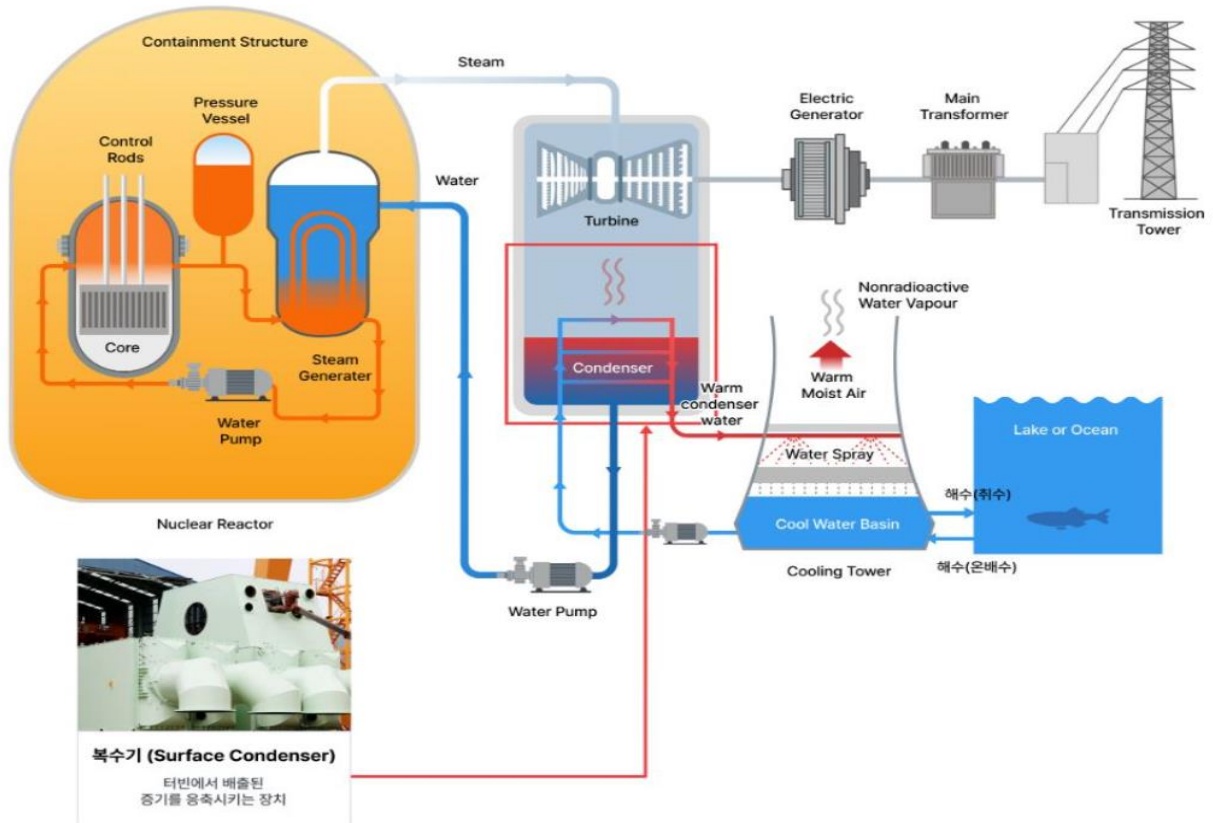 Containment Structure
Pressure
Vessel
Control
Rods
Core
Steam
Generater
Water
Pump
Nuclear Reactor
Steam
Water
Turbine
Condenser
Warm
condenser
water
Water Pump
Electric
Generator
Main
Transformer
Transmission
Tower
Nonradioactive
Water Vapour
Warm
Moist Air
Water Spray
Cool Water Basin
Cooling Tower
Lake or Ocean
해수(취수)
해수(온배수)
복수기 (Surface Condenser)
터빈에서 배출된
증기를 응축시키는 장치